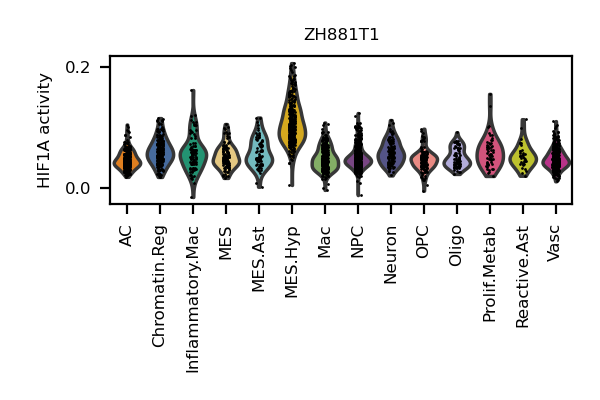 ZH881T1
HIF1A activity
0.2
0.0
AC
Chromatin.Reg
Inflammatory.Mac
MES
MES.Ast
MES.Hyp
Mac
NPC
Neuron
OPC
Oligo
Prolif.Metab
Reactive.Ast
Vasc